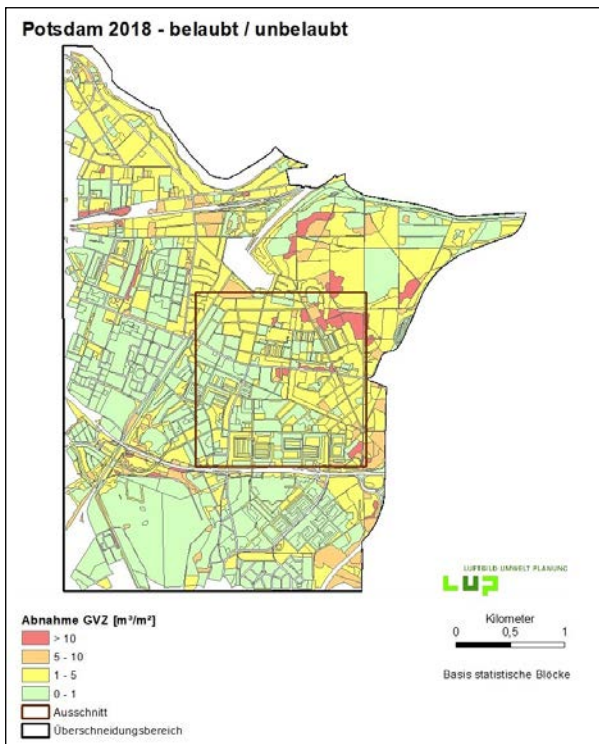 Potsdam 2018 - belaubt / unbelaubt
LUFTBILD UMWELT PLANUNG
LUP
Abnahme GVZ [m³/m²]
> 10
5 - 10
1 - 5
0 - 1
Ausschnitt
Überschneidungsbereich
Kilometer
0 0,5 1
Basis statistische Blöcke